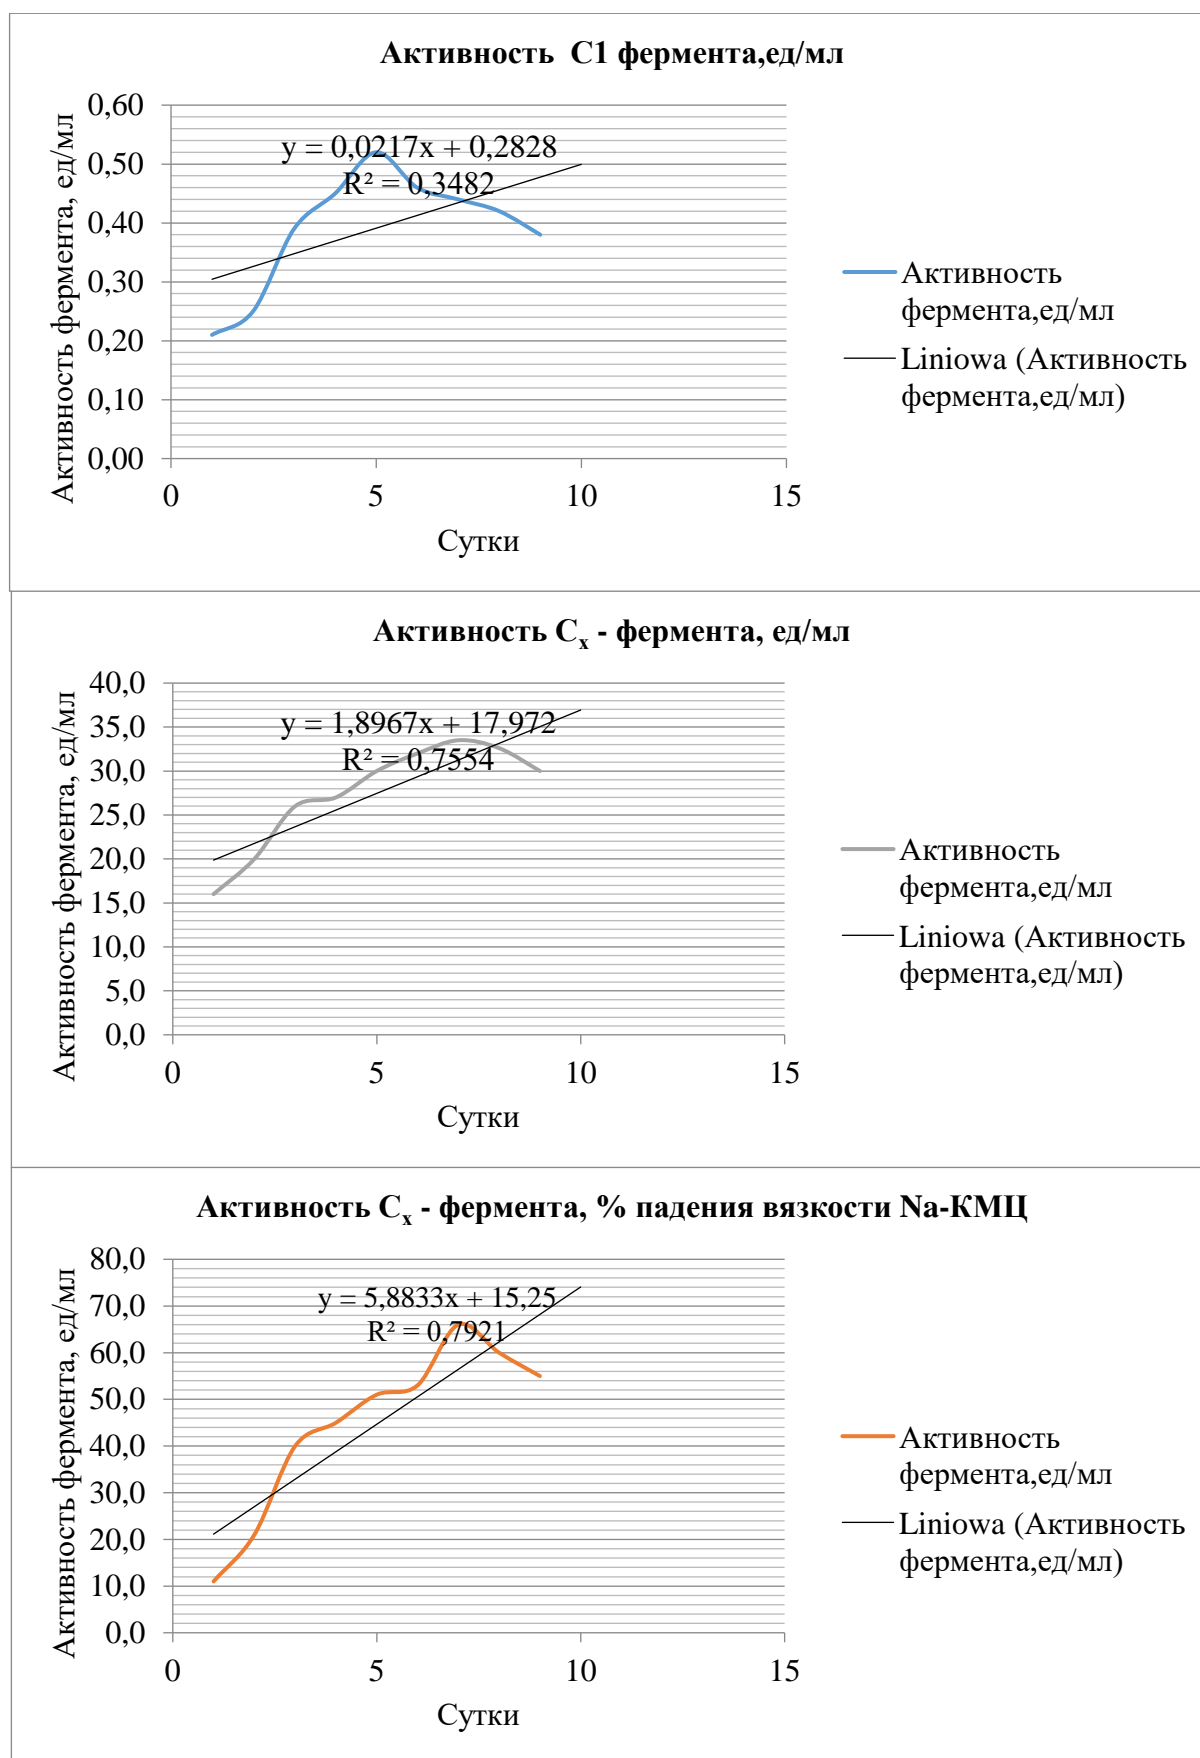 Активность С1 фермента,ед/мл
Активность фермента, ед/мл
0,60
0,50
0,40
0,30
0,20
0,10
0,00
y = 0,0217x + 0,2828
R² = 0,3482
0 5 10 15
Сутки
Активность
фермента,ед/мл
Liniowa (Активность
фермента,ед/мл)
Активность Cₓ - фермента, ед/мл
Активность фермента, ед/мл
40,0
35,0
30,0
25,0
20,0
15,0
10,0
5,0
0,0
y = 1,8967x + 17,972
R² = 0,7554
0 5 10 15
Сутки
Активность
фермента,ед/мл
Liniowa (Активность
фермента,ед/мл)
Активность Cₓ - фермента, % падения вязкости Na-КМЦ
Активность фермента, ед/мл
80,0
70,0
60,0
50,0
40,0
30,0
20,0
10,0
0,0
y = 5,8833x + 15,25
R² = 0,7921
0 5 10 15
Сутки
Активность
фермента,ед/мл
Liniowa (Активность
фермента,ед/мл)